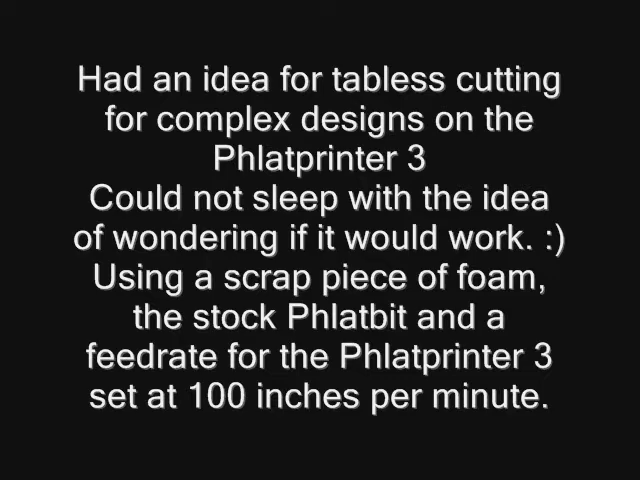 Had an idea for tabless cutting
for complex designs on the
Phlatprinter 3
Could not sleep with the idea
of wondering if it would work. :)
Using a scrap piece of foam,
the stock Phlatbit and a
feedrate for the Phlatprinter 3
set at 100 inches per minute.